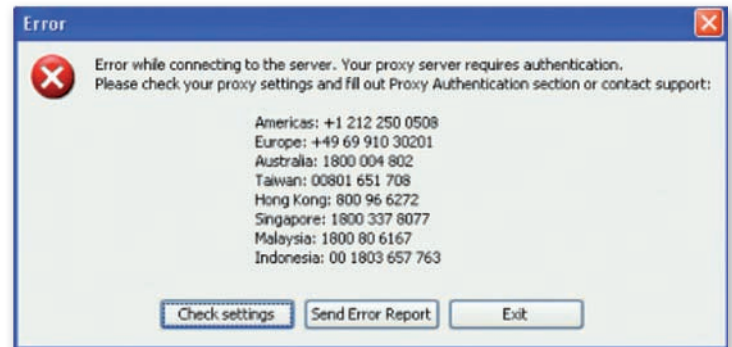 Error
Error while connecting to the server. Your proxy server requires authentication.
Please check your proxy settings and fill out Proxy Authentication section or contact support:
Americas: +1 212 250 0508
Europe: +49 69 910 30201
Australia: 1800 004 802
Taiwan: 00801 651 708
Hong Kong: 800 96 6272
Singapore: 1800 337 8077
Malaysia: 1800 80 6167
Indonesia: 00 1803 657 763
Check settings Send Error Report Exit